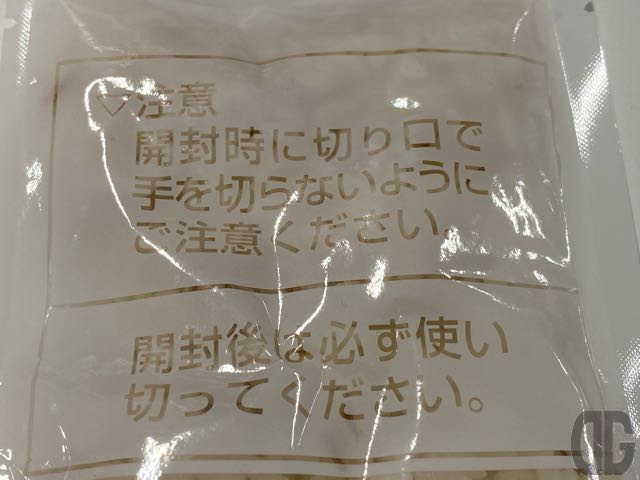 ▽注意
開封時に切り口で
手を切らないように
ご注意ください。
開封後は必ず使い
切ってください。
DG